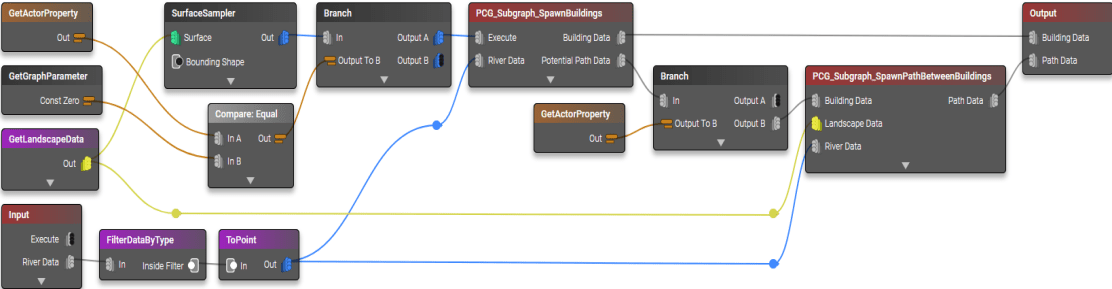 GetActorProperty
Out
GetGraphParameter
Const Zero
GetLandscapeData
Out
Input
Execute
River Data
FilterDataByType
In Inside Filter
ToPoint
In Out
SurfaceSampler
Surface Out
Bounding Shape
Compare: Equal
In A Out
In B
Branch
In Output A
Output To B Output B
PCG_Subgraph_SpawnBuildings
Execute Building Data
River Data Potential Path Data
GetActorProperty
Out
Branch
In Output A
Output To B Output B
PCG_Subgraph_SpawnPathBetweenBuildings
Building Data Path Data
Landscape Data
River Data
Output
Building Data
Path Data